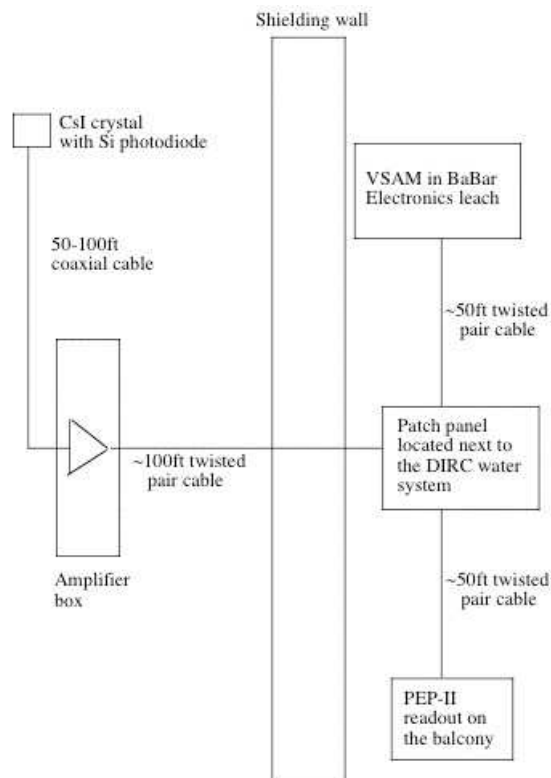 Shielding wall
CsI crystal
with Si photodiode
VSAM in BaBar
Electronics leach
50-100ft
coaxial cable
~50ft twisted
pair cable
Patch panel
located next to
the DIRC water
system
~100ft twisted
pair cable
Amplifier
box
~50ft twisted
pair cable
PEP-II
readout on
the balcony